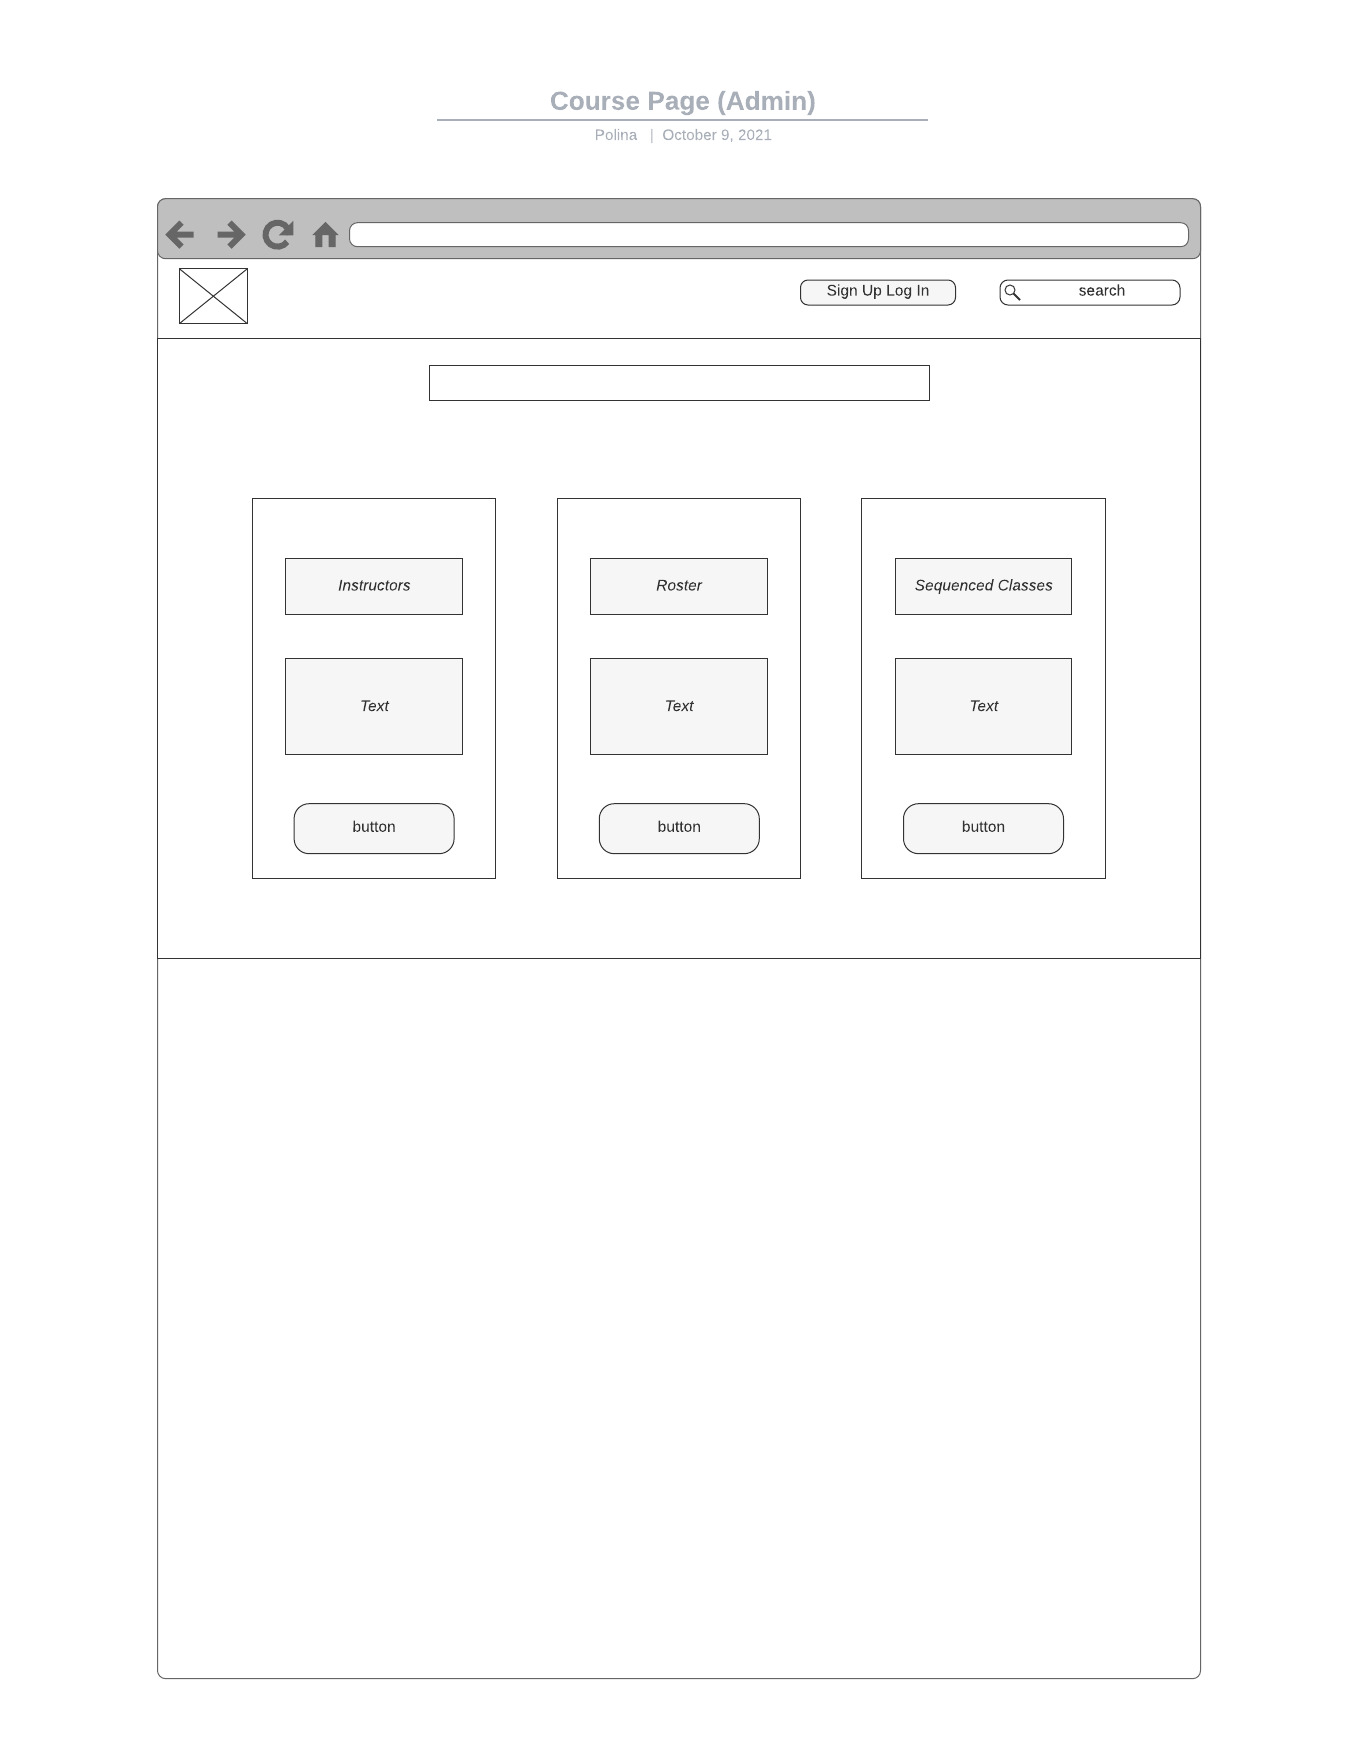 Course Page (Admin)
Polina | October 9, 2021
Sign Up Log In
search
Instructors
Roster
Sequenced Classes
Text
Text
Text
button
button
button